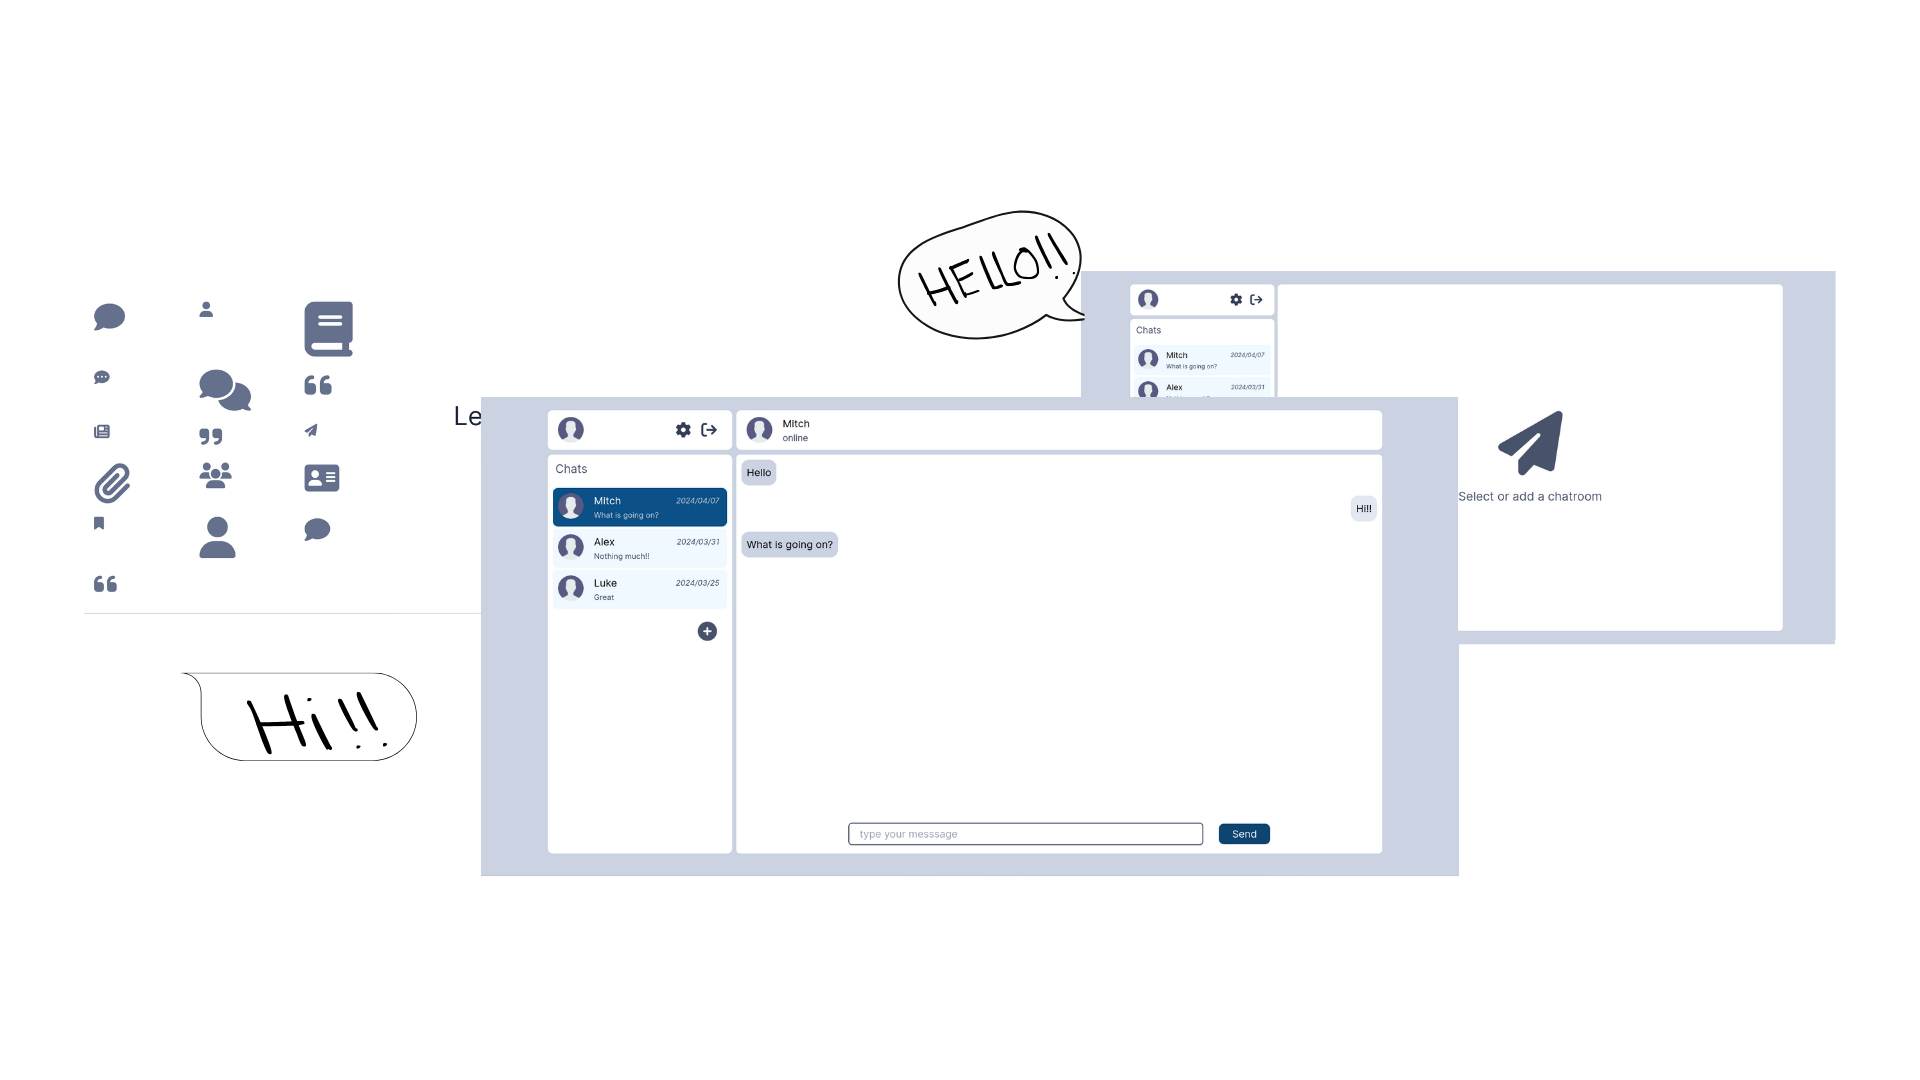 HELLO!!
Chats
Mitch 2024/04/07
What is going on?
Alex 2024/03/31
Select or add a chatroom
Le
Hi!!
Chats
Mitch 2024/04/07
What is going on?
Alex 2024/03/31
Nothing much!!
Luke 2024/03/25
Great
Mitch
online
Hello
Hi!!
What is going on?
type your messsage
Send